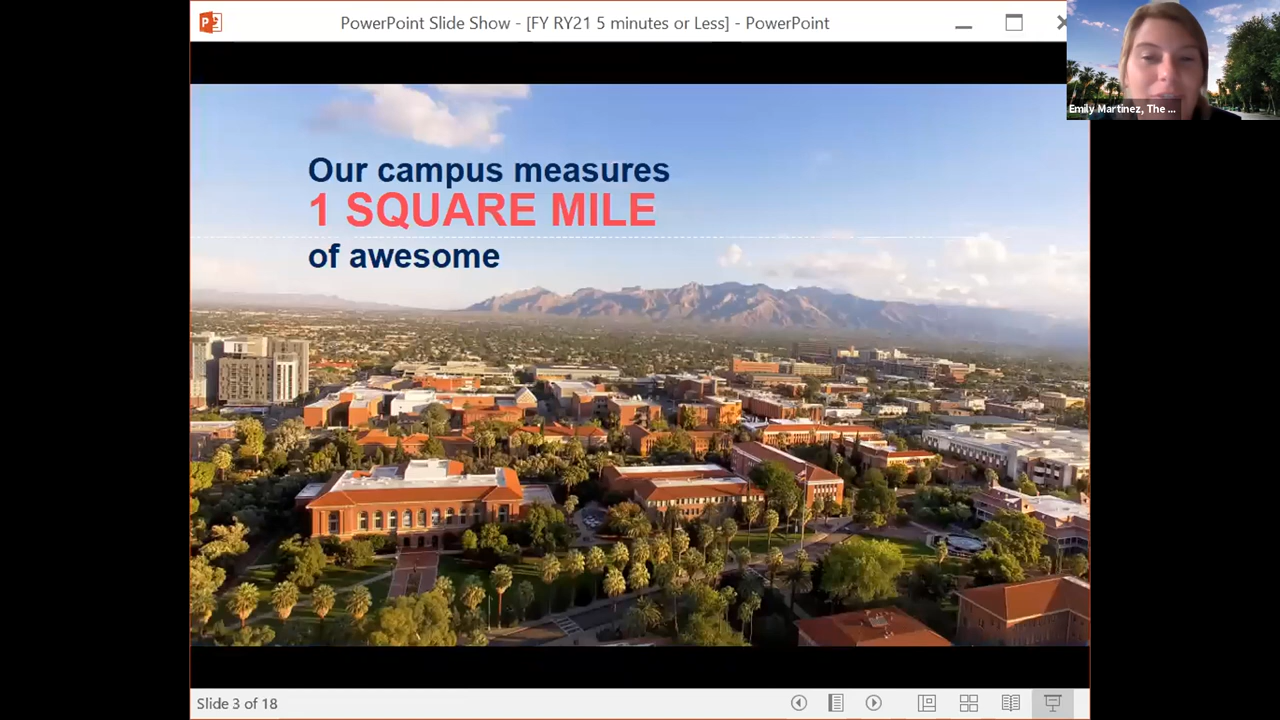 PowerPoint Slide Show - [FY RY21 5 minutes or Less] - PowerPoint
Emily Martinez, The ...
Our campus measures
1 SQUARE MILE
of awesome
Slide 3 of 18